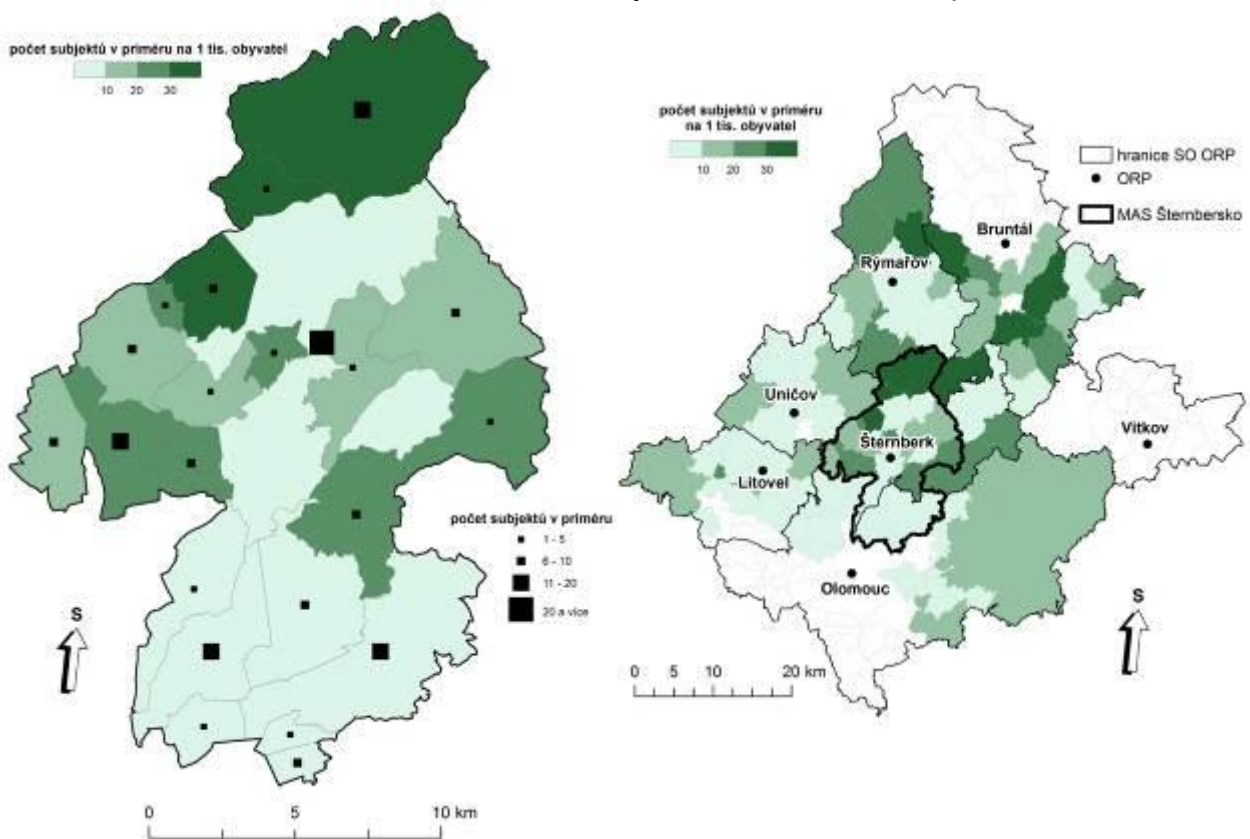 počet subjektů v priméru na 1 tis. obyvatel
10 20 30
počet subjektů v priméru
1 - 5
6 - 10
11 - 20
20 a více
S
0 5 10 km
počet subjektů v priméru
na 1 tis. obyvatel
10 20 30
hranice SO ORP
ORP
MAS Šternbersko
Bruntál
Rýmařov
Uničov
Šternberk
Vítkov
Litovel
Olomouc
S
0 5 10 20 km